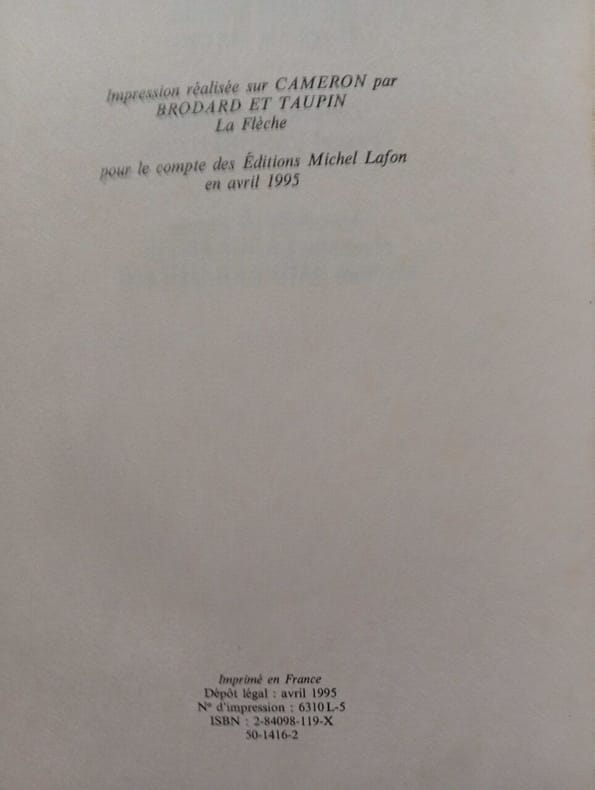 Impression réalisée sur CAMERON par
BRODARD ET TAUPIN
La Flèche
pour le compte des Éditions Michel Lafon
en avril 1995
Imprimé en France
Dépôt légal : avril 1995
N° d'impression : 6310L-5
ISBN : 2-84098-119-X
50-1416-2